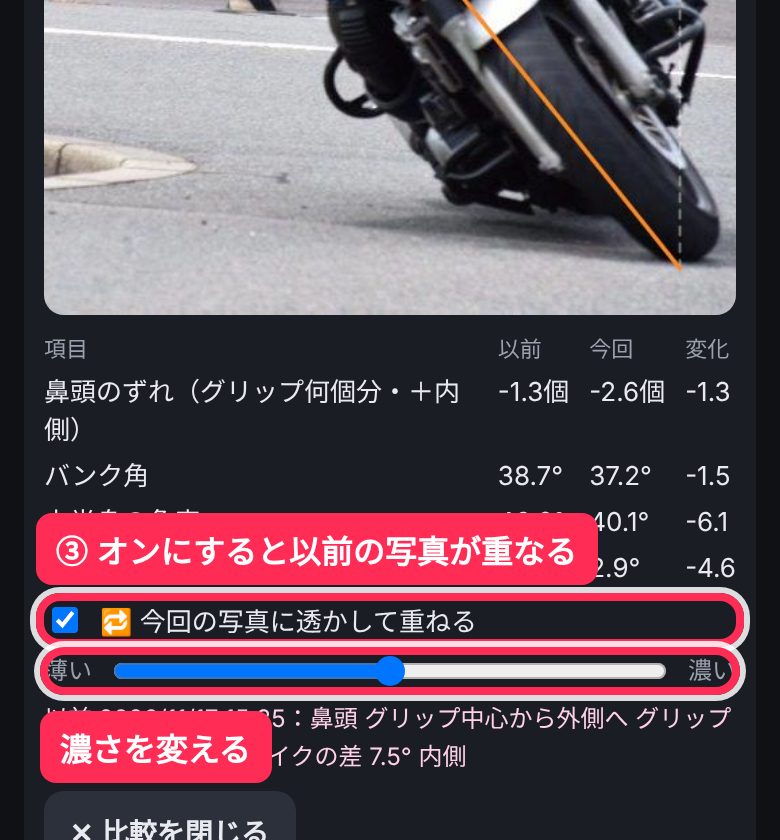 項目 以前 今回 変化
鼻頭のずれ（グリップ何個分・＋内 -1.3個 -2.6個 -1.3
側）
バンク角 38.7° 37.2° -1.5
40.1° -6.1
③ オンにすると以前の写真が重なる
2.9° -4.6
🔁 今回の写真に透かして重ねる
薄い 濃い
：鼻頭 グリップ中心から外側へ グリップ
濃さを変える
イクの差 7.5° 内側
✕ 比較を閉じる